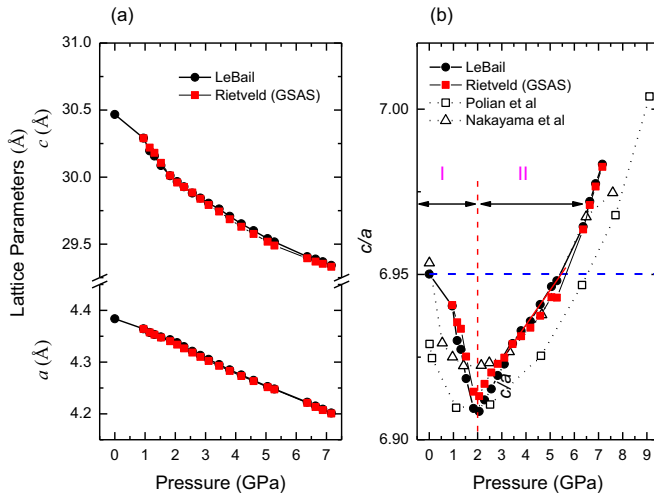 (a)
31.0
30.5
30.0
29.5
4.4
4.3
4.2
Lattice Parameters (Å)
c (Å)
a (Å)
LeBail
Rietveld (GSAS)
0 1 2 3 4 5 6 7
Pressure (GPa)
(b)
7.00
6.95
6.90
c/a
LeBail
Rietveld (GSAS)
Polian et al
Nakayama et al
I
II
c/a
0 1 2 3 4 5 6 7 8 9
Pressure (GPa)